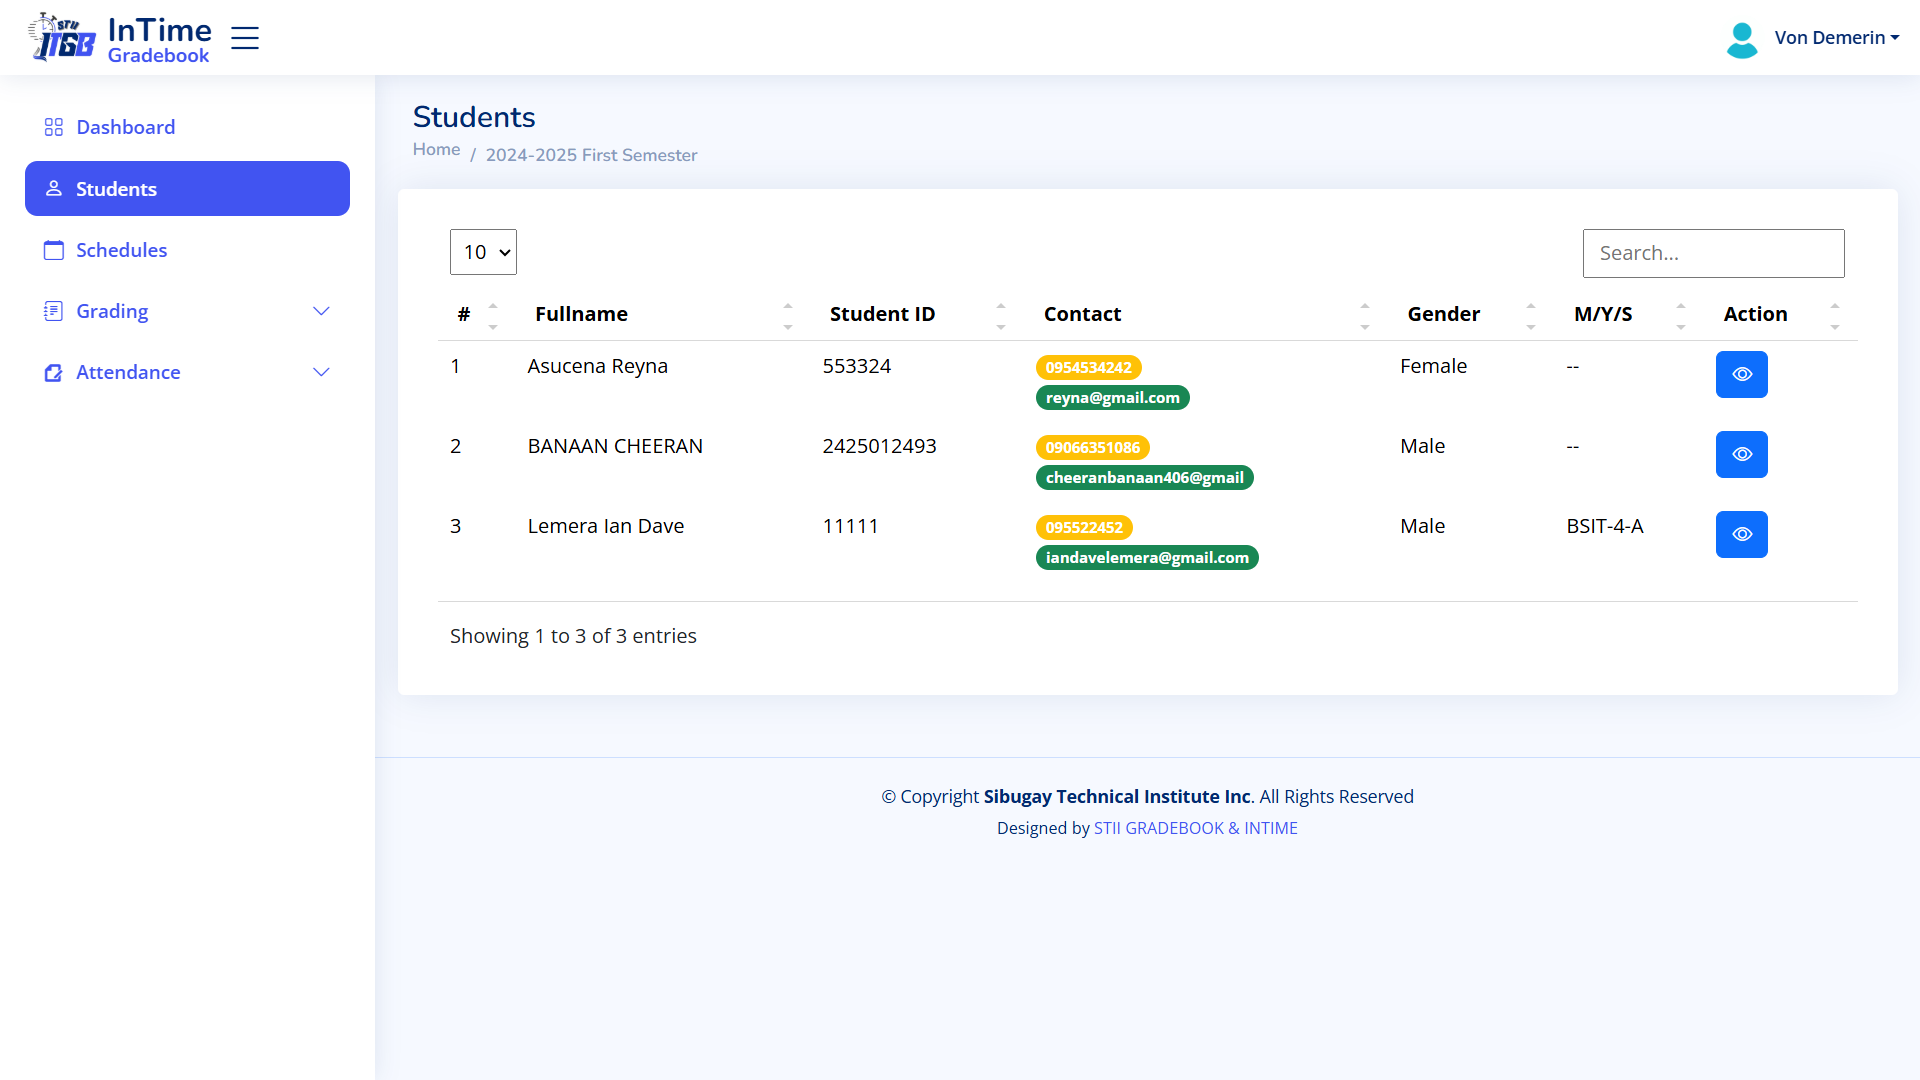 STII
ITGB
InTime
Gradebook
Von Demerin
Dashboard
Students
Schedules
Grading
Attendance
Students
Home / 2024-2025 First Semester
10
Search...
# Fullname Student ID Contact Gender M/Y/S Action
1 Asucena Reyna 553324 0954534242 Female --
reyna@gmail.com
2 BANAAN CHEERAN 2425012493 09066351086 Male --
cheeranbanaan406@gmail
3 Lemera Ian Dave 11111 095522452 Male BSIT-4-A
iandavelemera@gmail.com
Showing 1 to 3 of 3 entries
© Copyright Sibugay Technical Institute Inc. All Rights Reserved
Designed by STII GRADEBOOK & INTIME